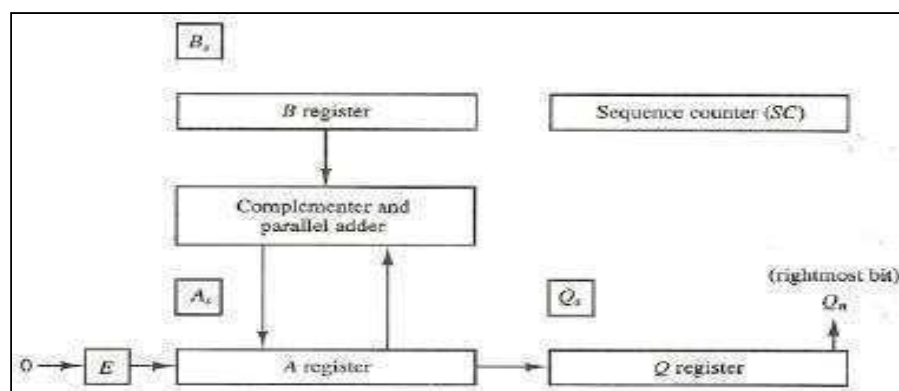 Bs
B register
Sequence counter (SC)
Complementer and
parallel adder
As
Qs
(rightmost bit)
Qn
0
E
A register
Q register